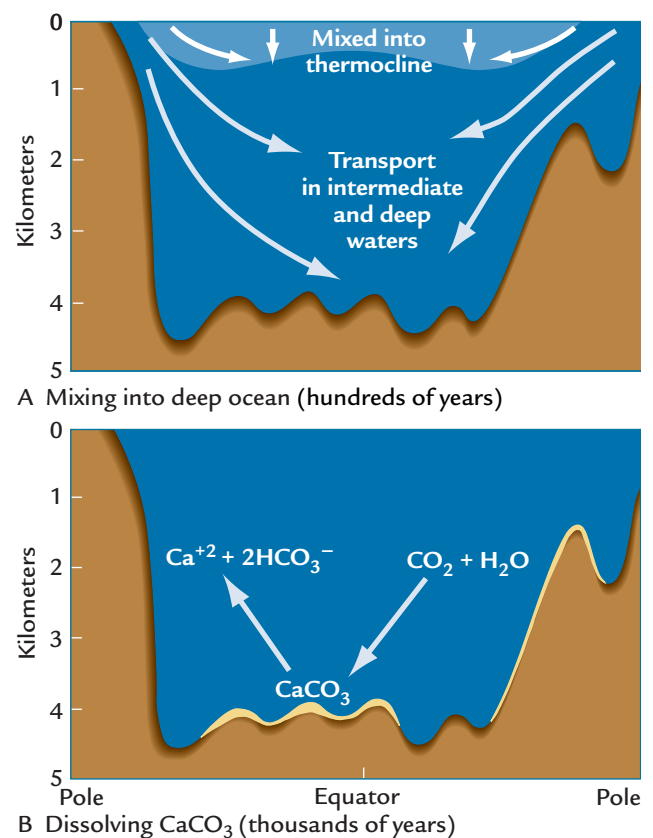 0
Mixed into
thermocline
1
2
Transport
in intermediate
and deep
waters
3
4
5
Kilometers
A Mixing into deep ocean (hundreds of years)
0
1
Ca⁺² + 2HCO₃⁻ CO₂ + H₂O
2
3
CaCO₃
4
5
Kilometers
Pole Equator Pole
B Dissolving CaCO₃ (thousands of years)